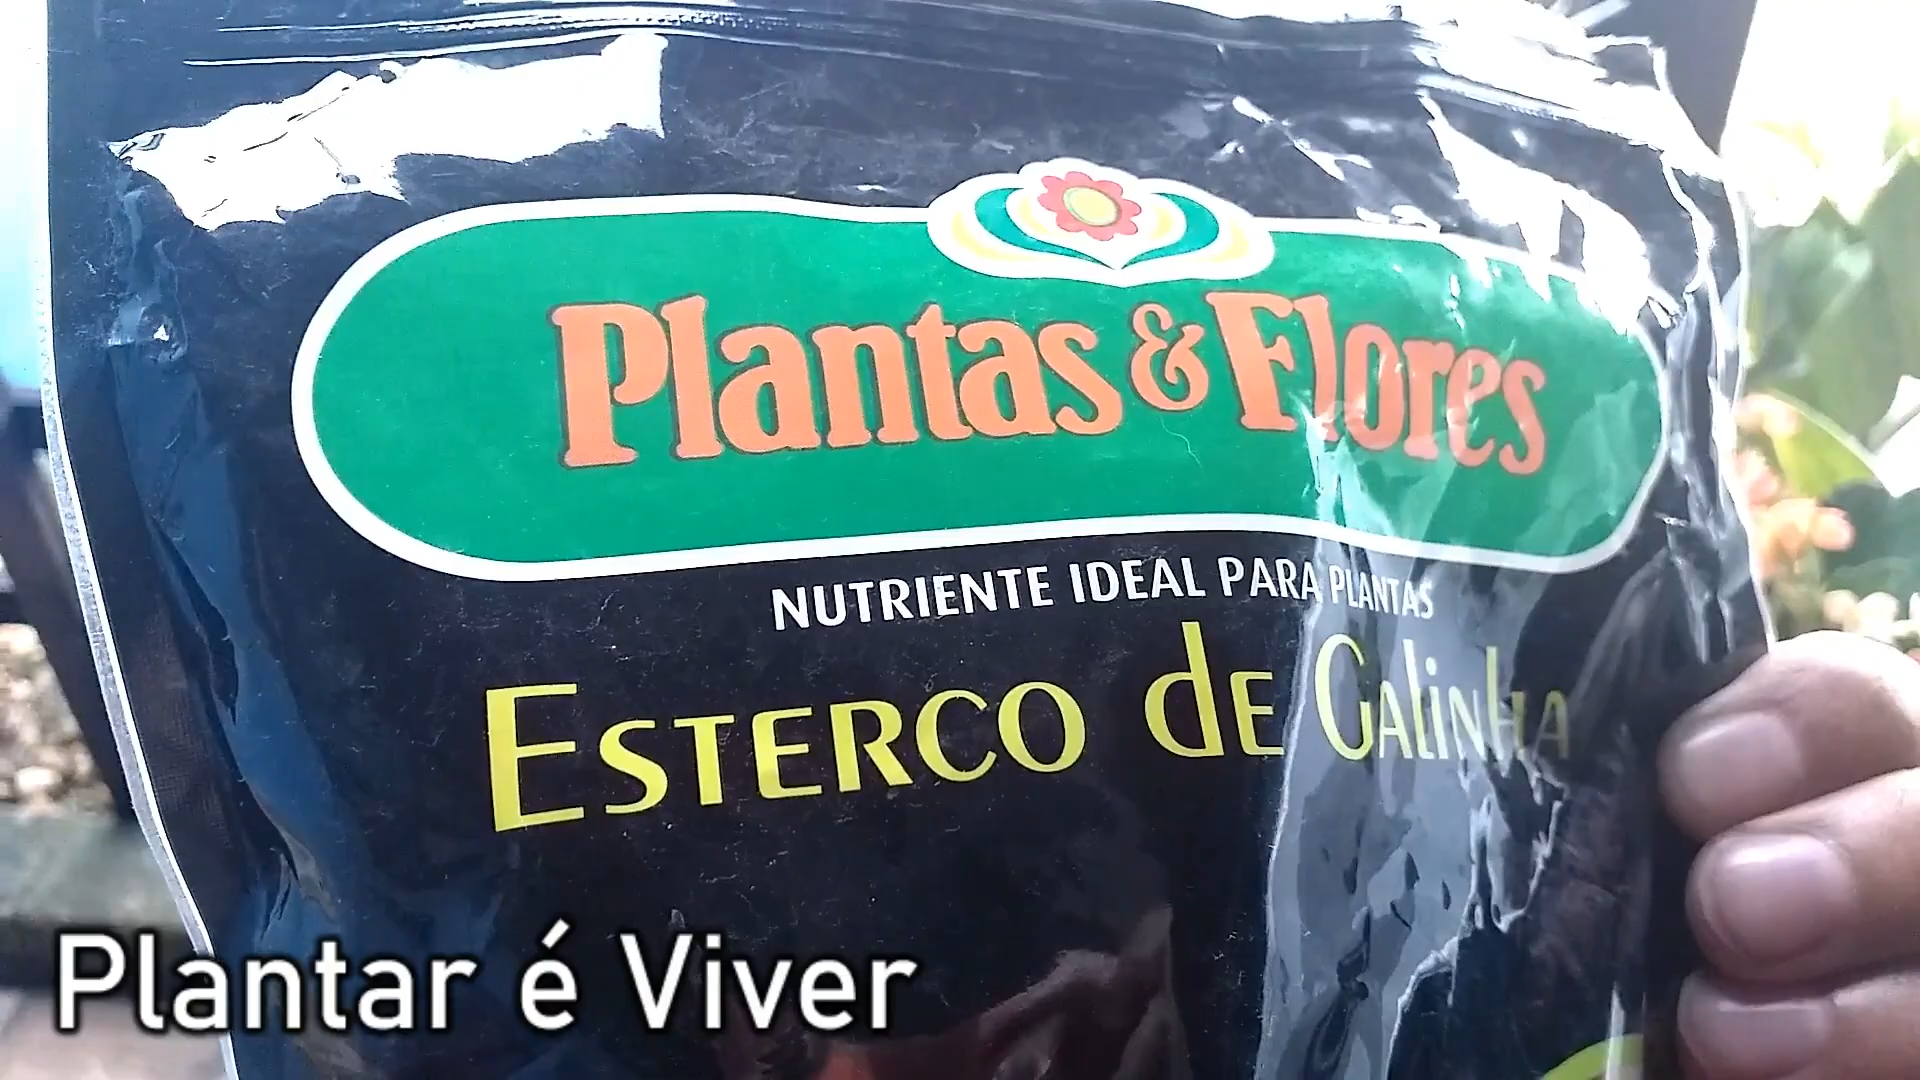 Plantas & Flores
NUTRIENTE IDEAL PARA PLANTAS
ESTERCO dE GALiNhA
Plantar é Viver